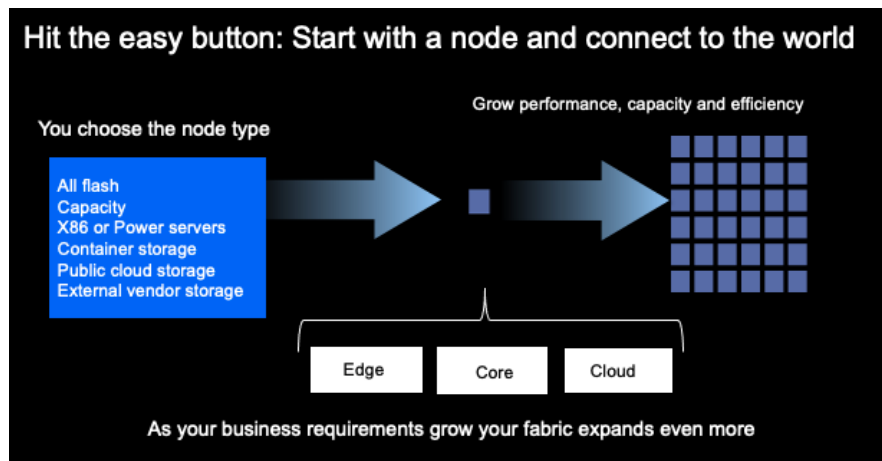 Hit the easy button: Start with a node and connect to the world
Grow performance, capacity and efficiency
You choose the node type
All flash
Capacity
X86 or Power servers
Container storage
Public cloud storage
External vendor storage
Edge
Core
Cloud
As your business requirements grow your fabric expands even more